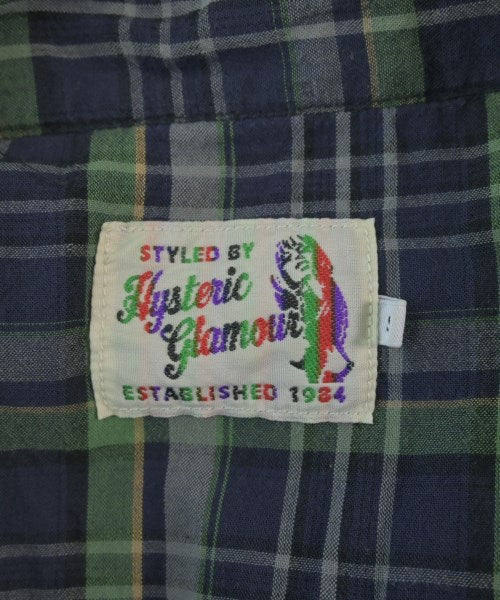 STYLED BY
Hysteric
Glamour
ESTABLISHED 1984